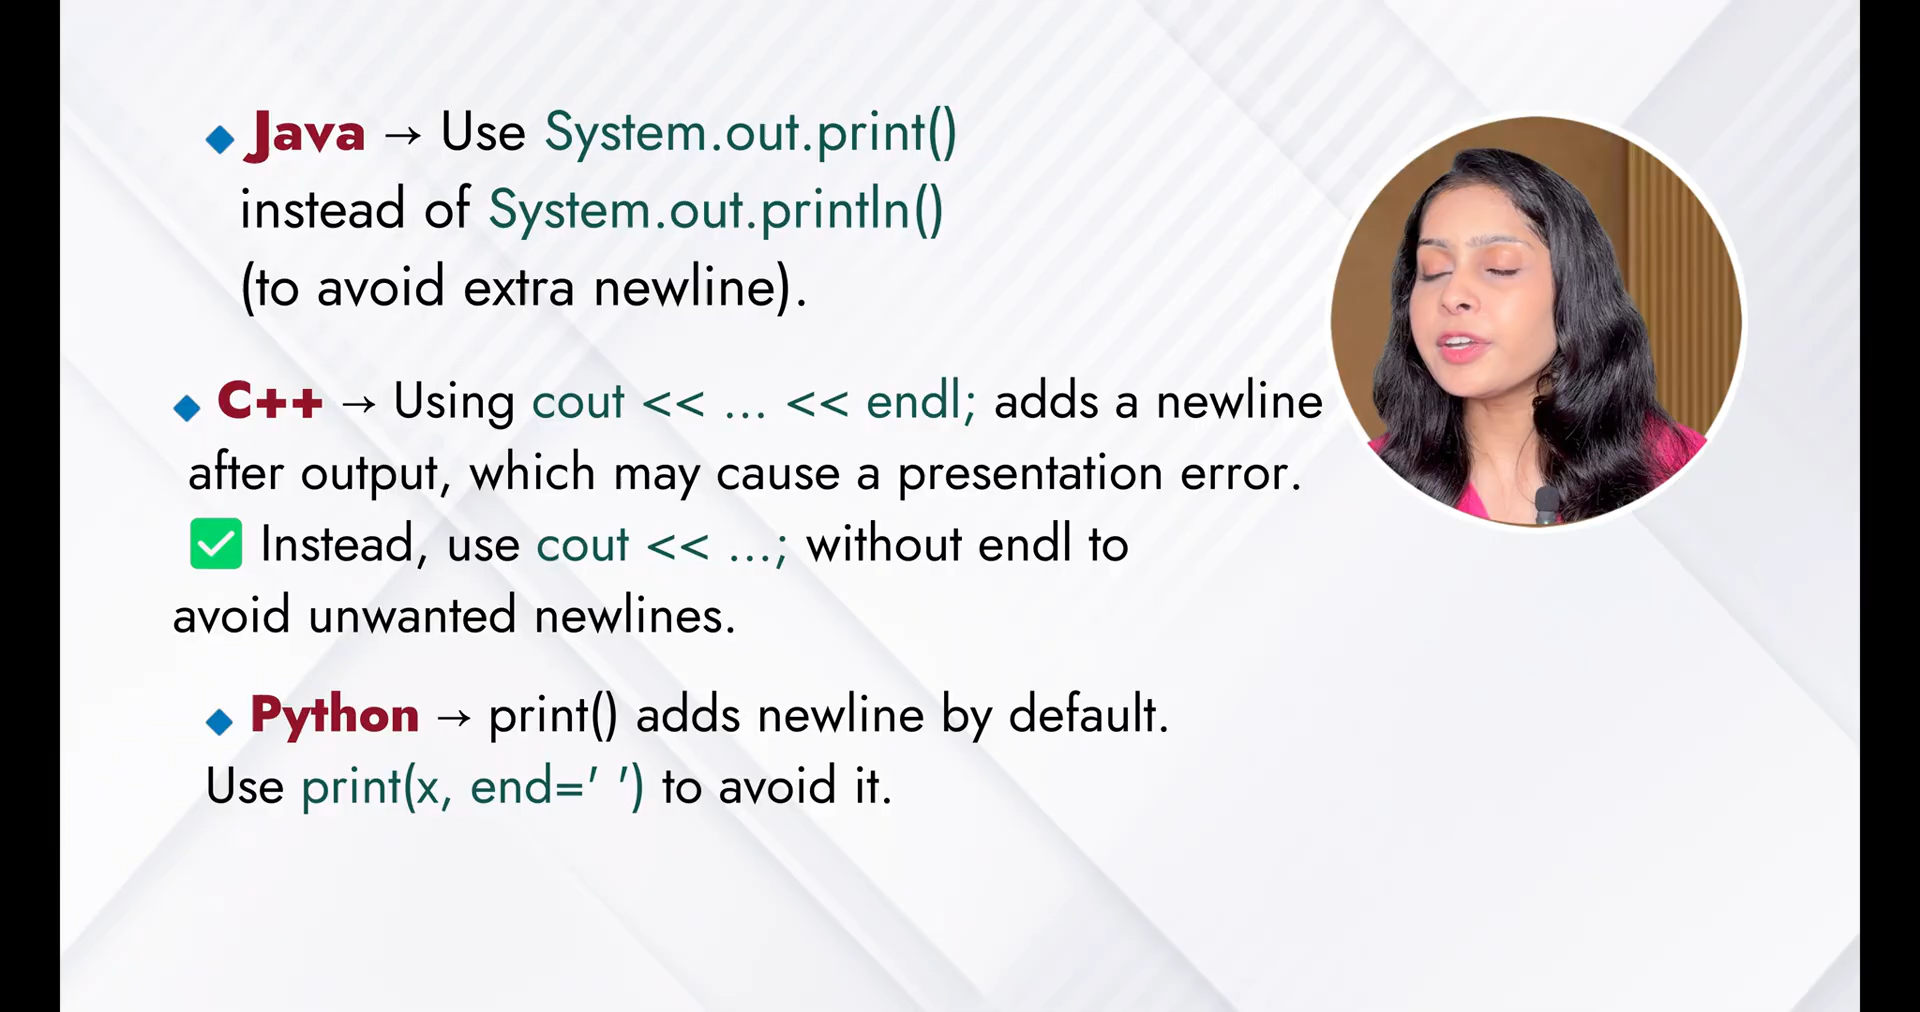 🔹 Java → Use System.out.print()
instead of System.out.println()
(to avoid extra newline).
🔹 C++ → Using cout << ... << endl; adds a newline
after output, which may cause a presentation error.
✅ Instead, use cout << ...; without endl to
avoid unwanted newlines.
🔹 Python → print() adds newline by default.
Use print(x, end=' ') to avoid it.